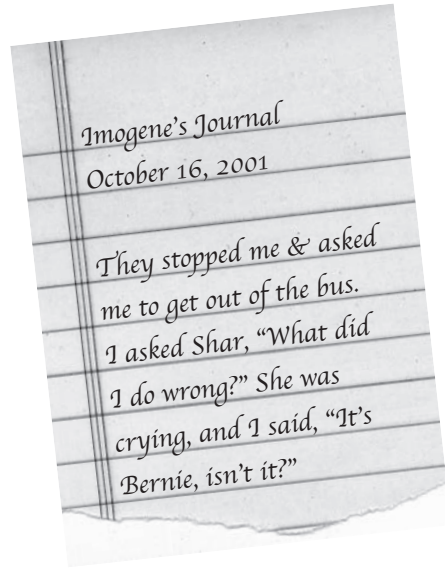 Imogene's Journal
October 16, 2001
They stopped me & asked
me to get out of the bus.
I asked Shar, “What did
I do wrong?” She was
crying, and I said, “It's
Bernie, isn't it?”